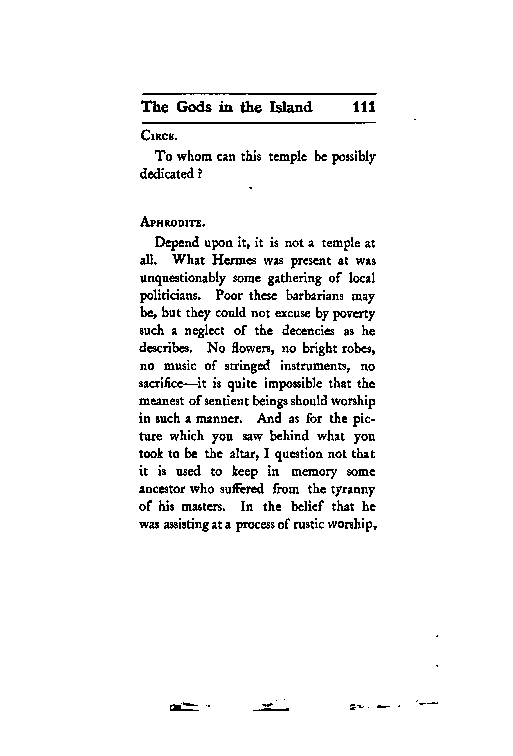 The Gods in the Island 111
CIRCE.
To whom can this temple be possibly
dedicated ?
APHRODITE.
Depend upon it, it is not a temple at
all. What Hermes was present at was
unquestionably some gathering of local
politicians. Poor these barbarians may
be, but they could not excuse by poverty
such a neglect of the decencies as he
describes. No flowers, no bright robes,
no music of stringed instruments, no
sacrifice—it is quite impossible that the
meanest of sentient beings should worship
in such a manner. And as for the pic-
ture which you saw behind what you
took to be the altar, I question not that
it is used to keep in memory some
ancestor who suffered from the tyranny
of his masters. In the belief that he
was assisting at a process of rustic worship,